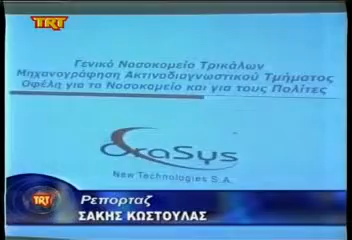 TRT
Γενικό Νοσοκομείο Τρικάλων
Μηχανογράφηση Ακτινοδιαγνωστικού Τμήματος
Οφέλη για το Νοσοκομείο και για τους Πολίτες
OraSys
New Technologies S.A.
TRT
Ρεπορταζ
ΣΑΚΗΣ ΚΩΣΤΟΥΛΑΣ